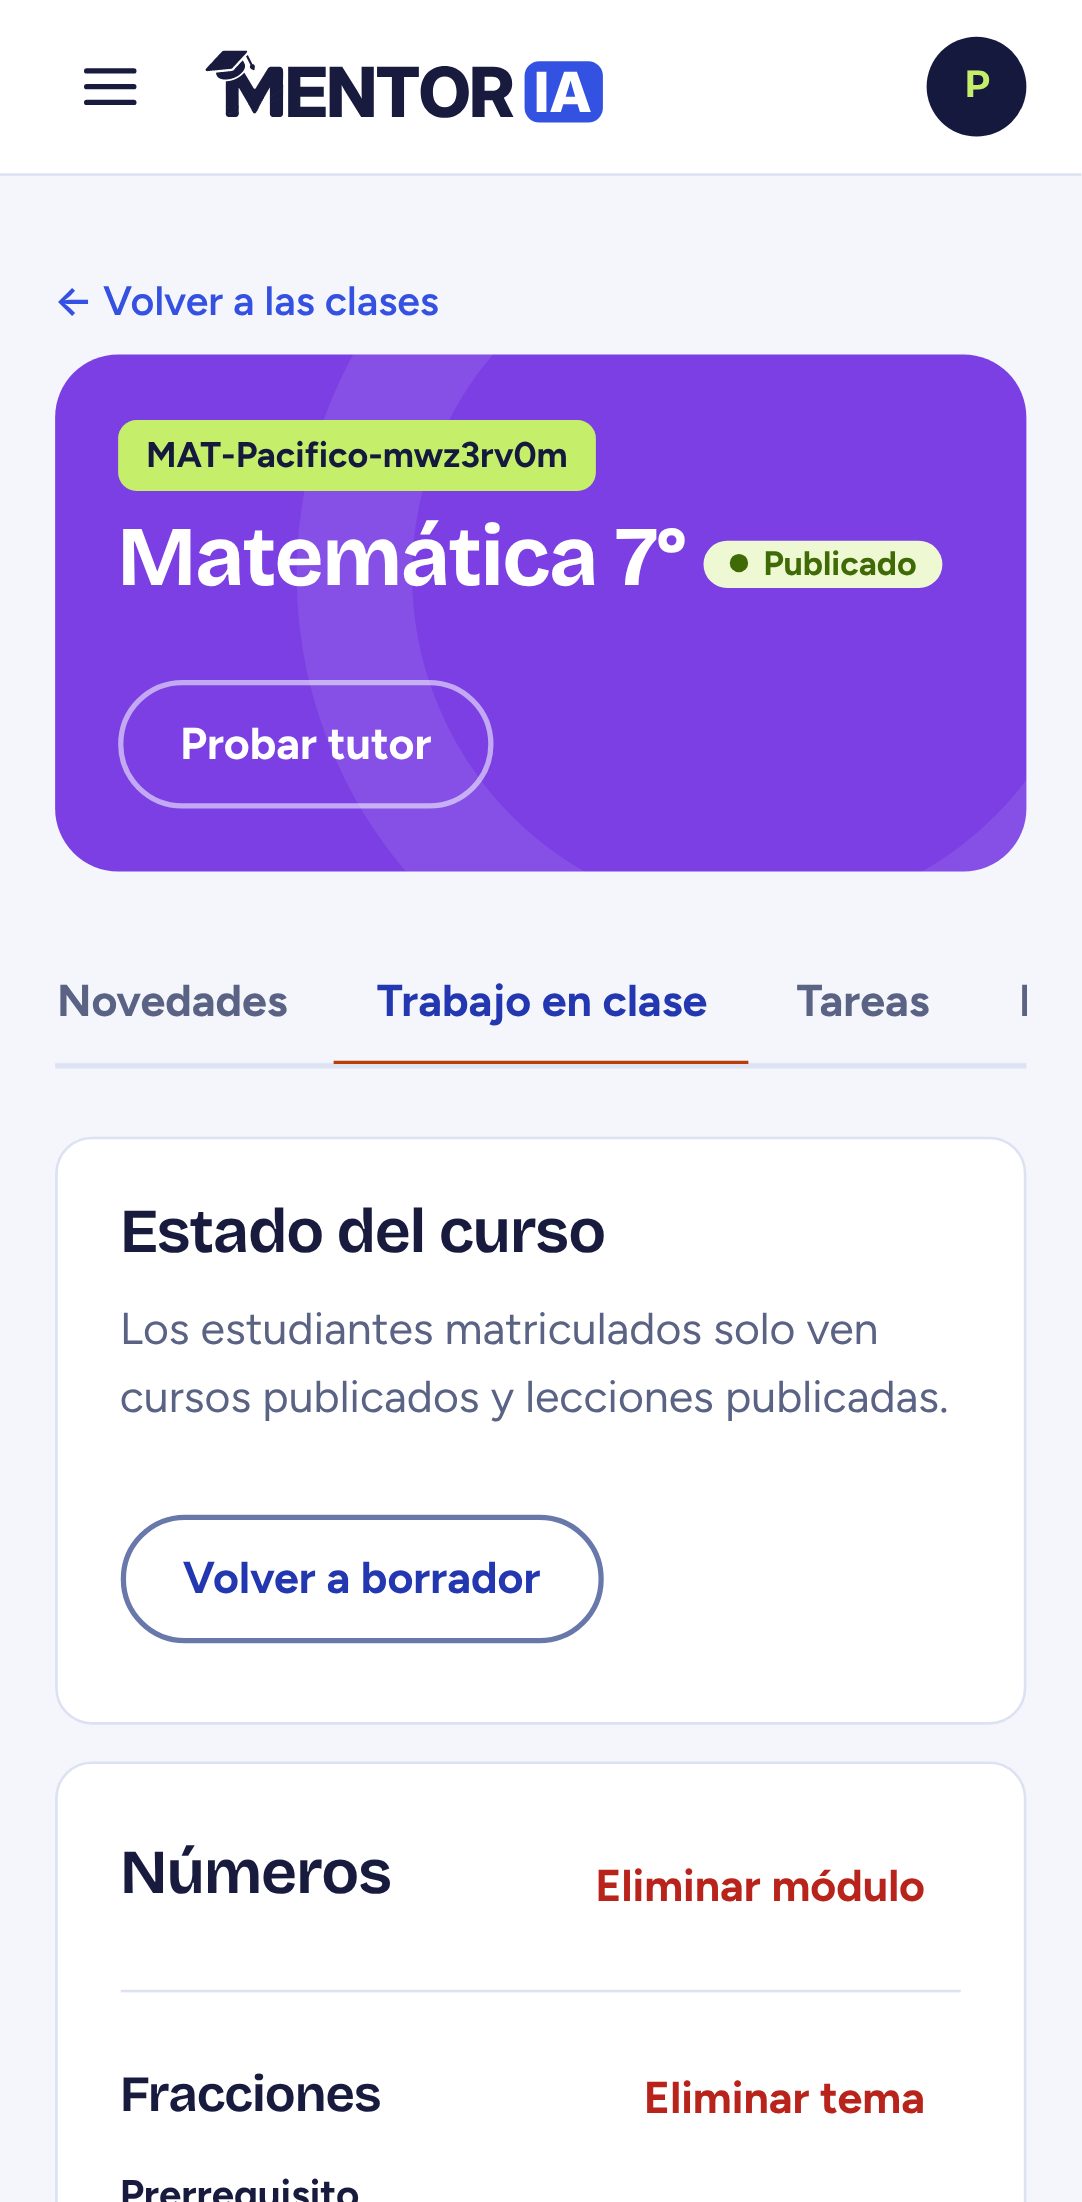 MENTOR IA
P
← Volver a las clases
MAT-Pacifico-mwz3rv0m
Matemática 7° Publicado
Probar tutor
Novedades Trabajo en clase Tareas
Estado del curso
Los estudiantes matriculados solo ven
cursos publicados y lecciones publicadas.
Volver a borrador
Números Eliminar módulo
Fracciones Eliminar tema
Prerrequisito